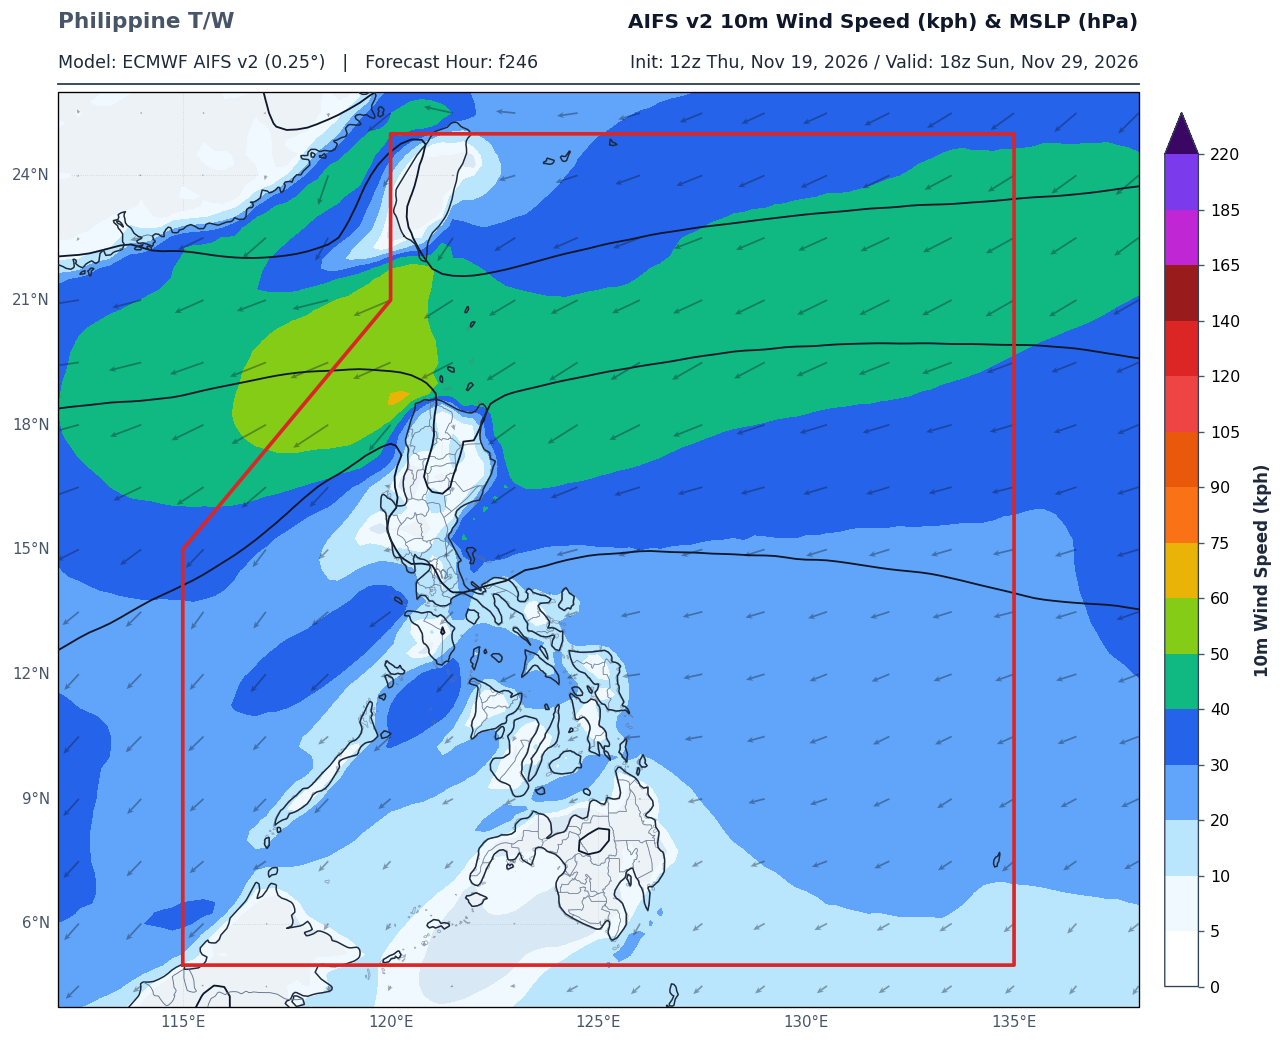 Philippine T/W
AIFS v2 10m Wind Speed (kph) & MSLP (hPa)
Model: ECMWF AIFS v2 (0.25°) | Forecast Hour: f246
Init: 12z Thu, Nov 19, 2026 / Valid: 18z Sun, Nov 29, 2026
24°N
21°N
18°N
15°N
12°N
9°N
6°N
115°E
120°E
125°E
130°E
135°E
220
185
165
140
120
105
90
75
60
50
40
30
20
10
5
0
10m Wind Speed (kph)